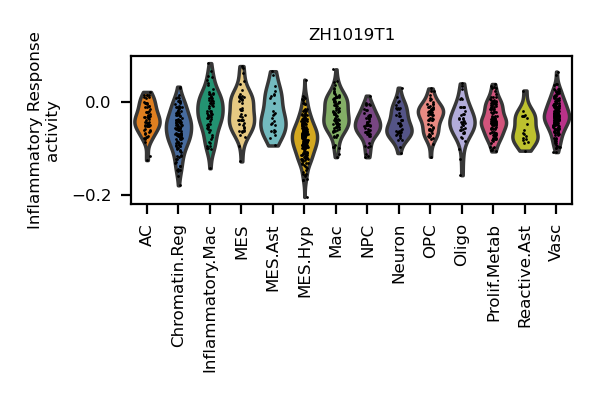 ZH1019T1
Inflammatory Response
activity
0.0
−0.2
AC
Chromatin.Reg
Inflammatory.Mac
MES
MES.Ast
MES.Hyp
Mac
NPC
Neuron
OPC
Oligo
Prolif.Metab
Reactive.Ast
Vasc